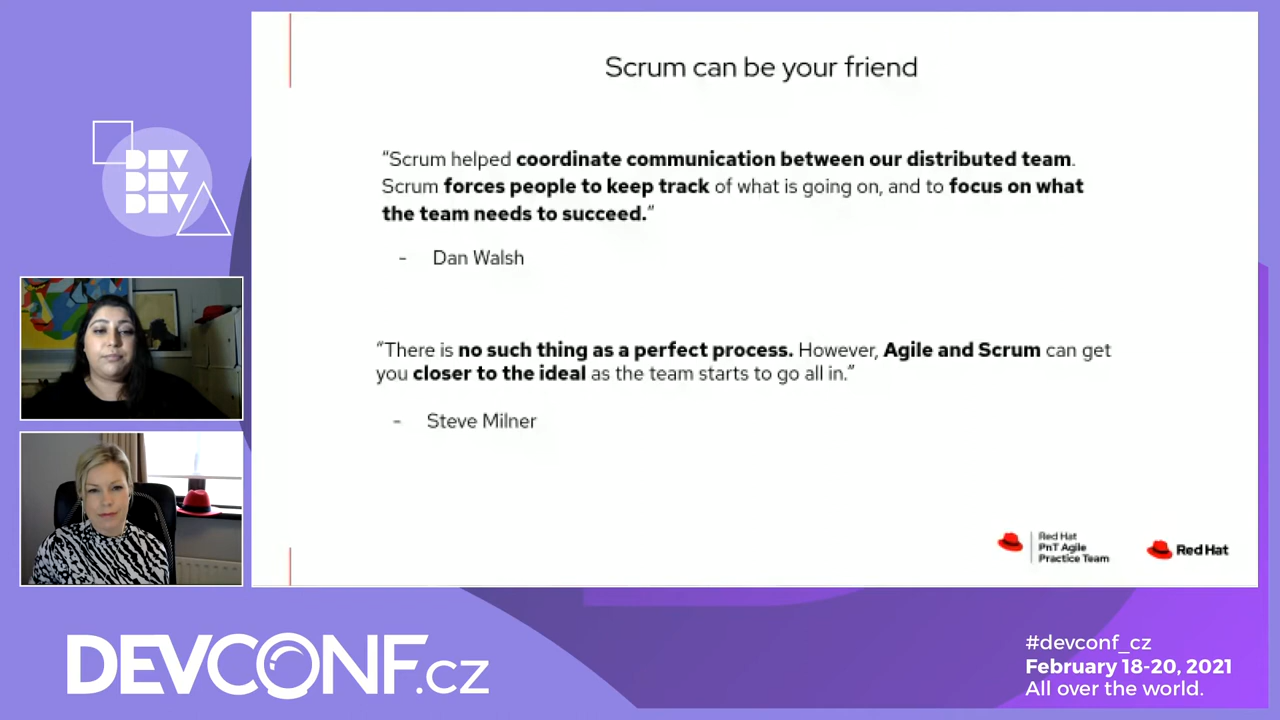 DEV
DEV
DEV
Scrum can be your friend
“Scrum helped coordinate communication between our distributed team.
Scrum forces people to keep track of what is going on, and to focus on what
the team needs to succeed.”
- Dan Walsh
“There is no such thing as a perfect process. However, Agile and Scrum can get
you closer to the ideal as the team starts to go all in.”
- Steve Milner
Red Hat
PnT Agile
Practice Team
Red Hat
DEVCONF.cz
#devconf_cz
February 18-20, 2021
All over the world.